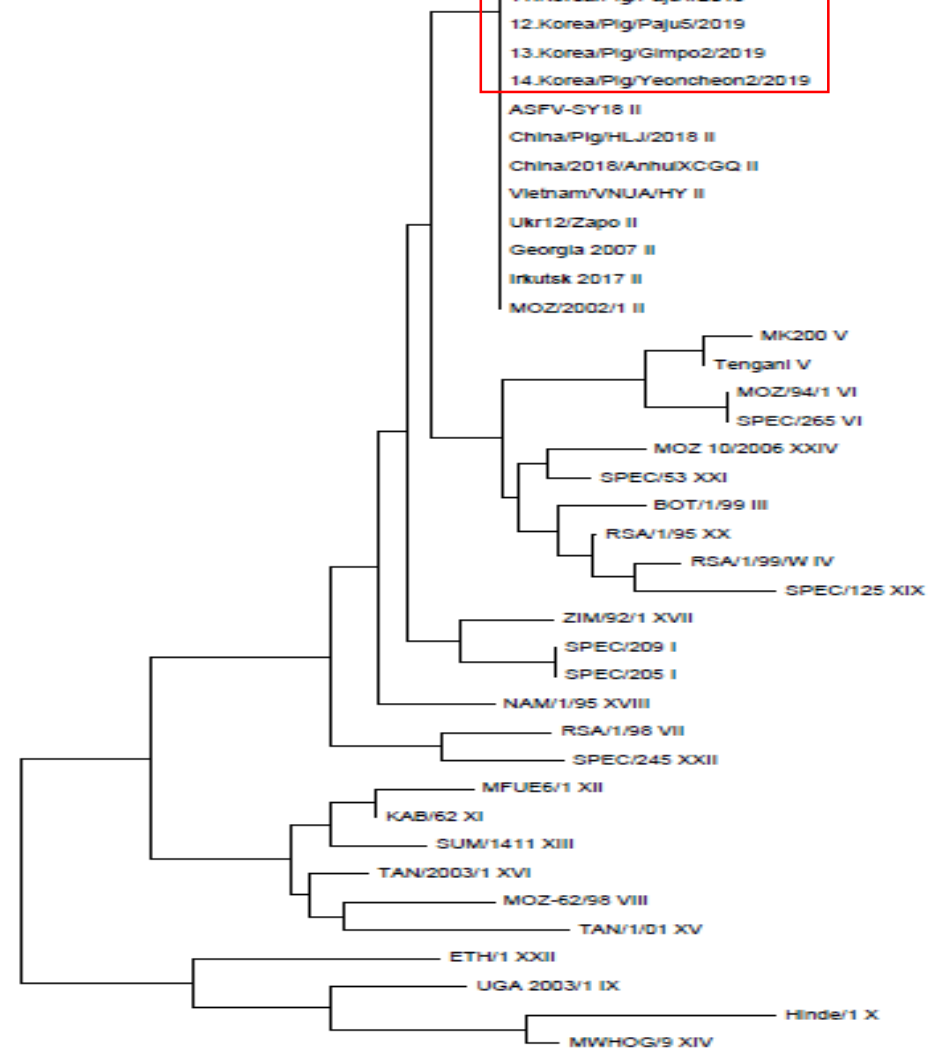 12.Korea/Pig/Paju5/2019
13.Korea/Pig/Gimpo2/2019
14.Korea/Pig/Yeoncheon2/2019
ASFV-SY18 II
China/Pig/HLJ/2018 II
China/2018/AnhuiXCGQ II
Vietnam/VNUA/HY II
Ukr12/Zapo II
Georgia 2007 II
Irkutsk 2017 II
MOZ/2002/1 II
MK200 V
Tengani V
MOZ/94/1 VI
SPEC/265 VI
MOZ 10/2006 XXIV
SPEC/53 XXI
BOT/1/99 III
RSA/1/95 XX
RSA/1/99/W IV
SPEC/125 XIX
ZIM/92/1 XVII
SPEC/209 I
SPEC/205 I
NAM/1/95 XVIII
RSA/1/98 VII
SPEC/245 XXII
MFUE6/1 XII
KAB/62 XI
SUM/1411 XIII
TAN/2003/1 XVI
MOZ-62/98 VIII
TAN/1/01 XV
ETH/1 XXII
UGA 2003/1 IX
Hinde/1 X
MWHOG/9 XIV